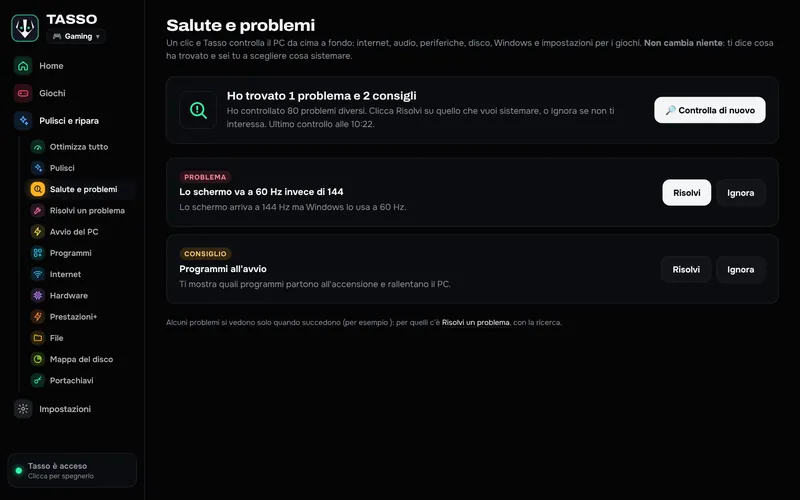 TASSO
Gaming
Home
Giochi
Pulisci e ripara
Ottimizza tutto
Pulisci
Salute e problemi
Risolvi un problema
Avvio del PC
Programmi
Internet
Hardware
Prestazioni+
File
Mappa del disco
Portachiavi
Impostazioni
Tasso è acceso
Clicca per spegnerlo
Salute e problemi
Un clic e Tasso controlla il PC da cima a fondo: internet, audio, periferiche, disco, Windows e impostazioni per i giochi. Non cambia niente: ti dice cosa
ha trovato e sei tu a scegliere cosa sistemare.
Ho trovato 1 problema e 2 consigli
Ho controllato 80 problemi diversi. Clicca Risolvi su quello che vuoi sistemare, o Ignora se non ti
interessa. Ultimo controllo alle 10:22.
Controlla di nuovo
PROBLEMA
Lo schermo va a 60 Hz invece di 144
Lo schermo arriva a 144 Hz ma Windows lo usa a 60 Hz.
Risolvi
Ignora
CONSIGLIO
Programmi all'avvio
Ti mostra quali programmi partono all'accensione e rallentano il PC.
Risolvi
Ignora
Alcuni problemi si vedono solo quando succedono (per esempio ): per quelli c'è Risolvi un problema, con la ricerca.